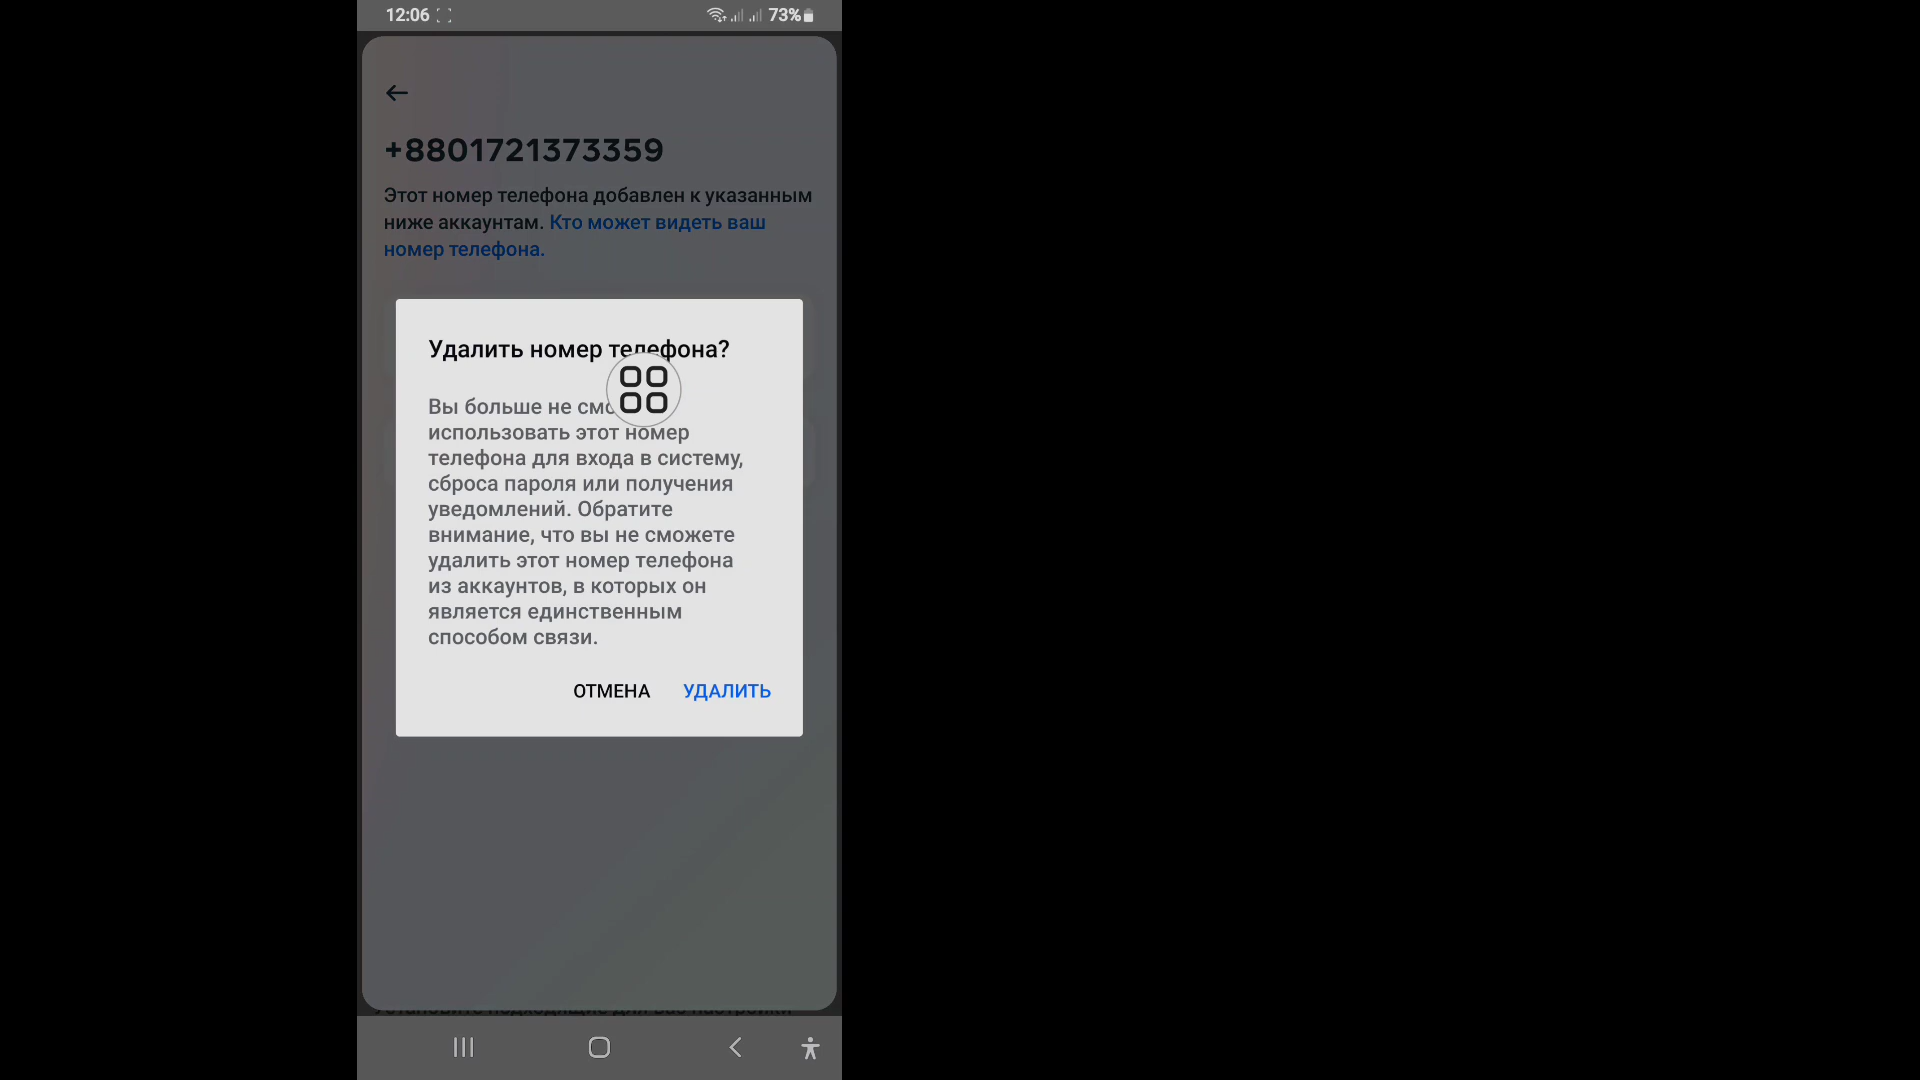 12:06
73%
+8801721373359
Этот номер телефона добавлен к указанным
ниже аккаунтам. Кто может видеть ваш
номер телефона.
Удалить номер телефона?
Вы больше не
использовать этот номер
телефона для входа в систему,
сброса пароля или получения
уведомлений. Обратите
внимание, что вы не сможете
удалить этот номер телефона
из аккаунтов, в которых он
является единственным
способом связи.
ОТМЕНА УДАЛИТЬ